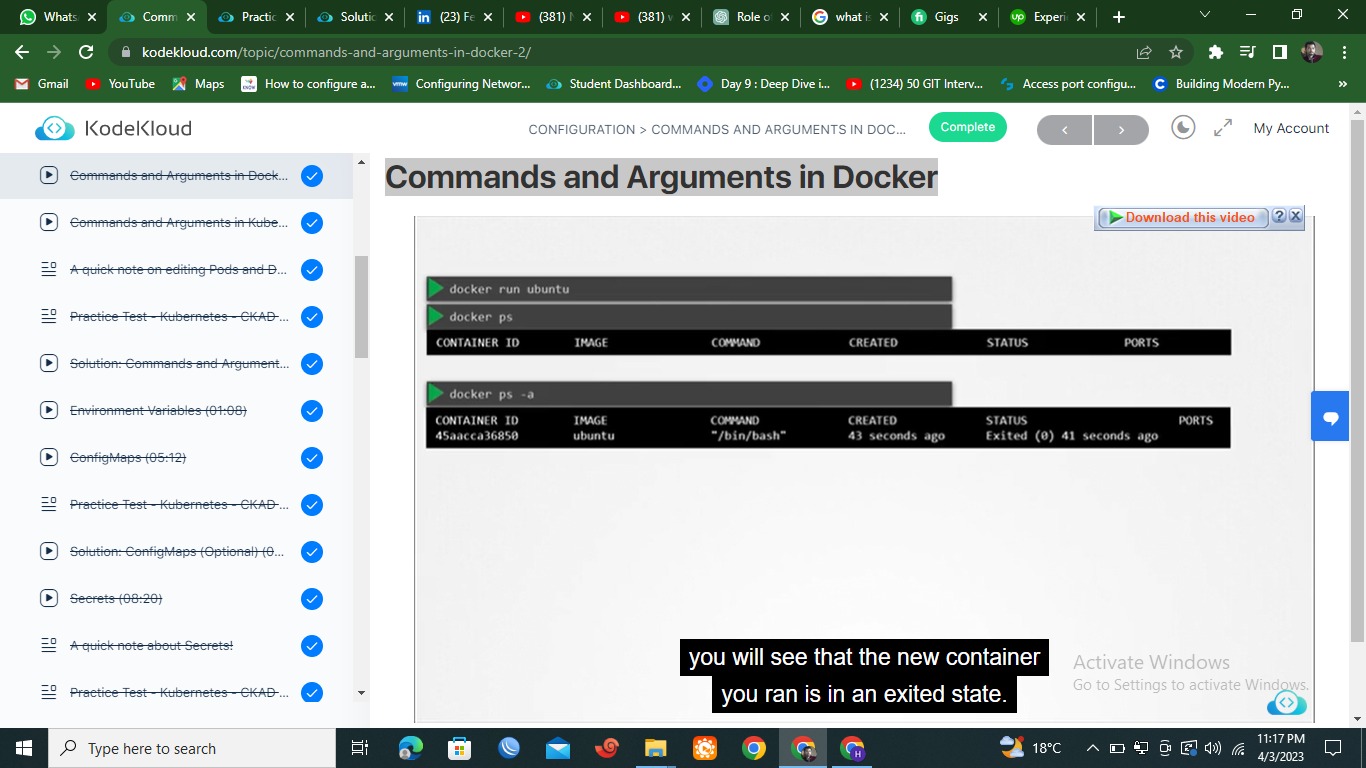 Whats
Comm
Practic
Solutic
(23) Fe
(381) N
(381) v
Role o
what is
Gigs
Experi
kodekloud.com/topic/commands-and-arguments-in-docker-2/
Gmail
YouTube
Maps
How to configure a...
Configuring Networ...
Student Dashboard...
Day 9 : Deep Dive i...
(1234) 50 GIT Interv...
Access port configu...
Building Modern Py...
»
KodeKloud
CONFIGURATION > COMMANDS AND ARGUMENTS IN DOC...
Complete
<
>
My Account
Commands and Arguments in Dock...
Commands and Arguments in Kube...
A quick note on editing Pods and D...
Practice Test - Kubernetes - CKAD ...
Solution: Commands and Argument...
Environment Variables (01:08)
ConfigMaps (05:12)
Practice Test - Kubernetes - CKAD ...
Solution: ConfigMaps (Optional) (0...
Secrets (08:20)
A quick note about Secrets!
Practice Test - Kubernetes - CKAD ...
Commands and Arguments in Docker
Download this video ? X
docker run ubuntu
docker ps
CONTAINER ID IMAGE COMMAND CREATED STATUS PORTS
docker ps -a
CONTAINER ID IMAGE COMMAND CREATED STATUS PORTS
45aacca36850 ubuntu "/bin/bash" 43 seconds ago Exited (0) 41 seconds ago
you will see that the new container
you ran is in an exited state.
Activate Windows
Go to Settings to activate Windows.
Type here to search
18°C
11:17 PM
4/3/2023